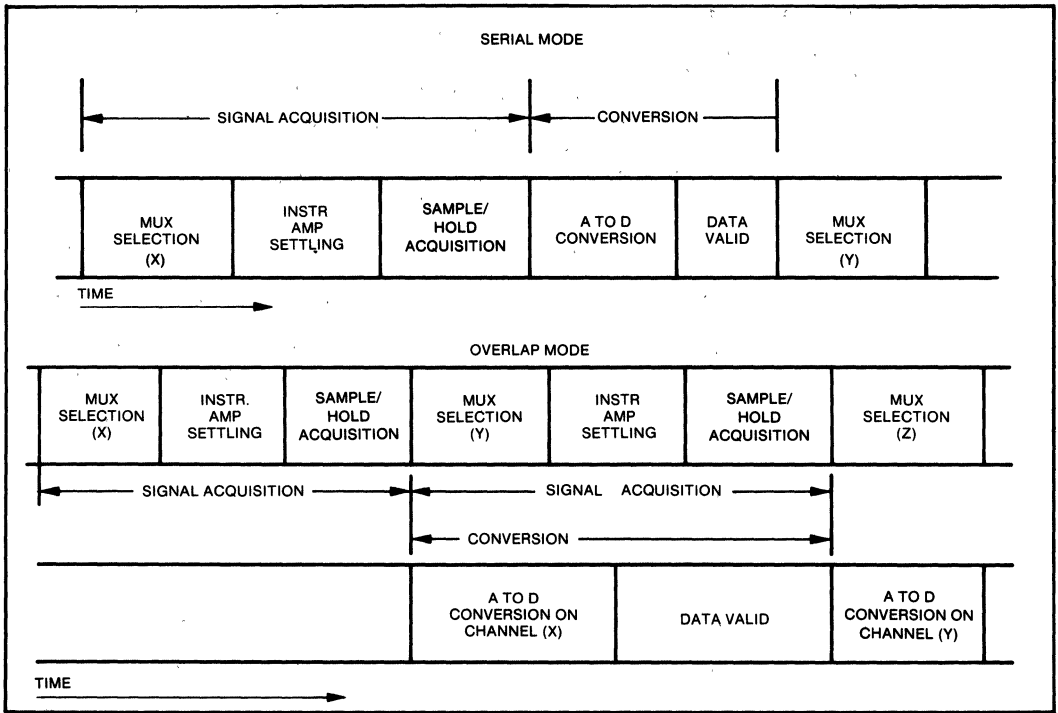 SERIAL MODE
SIGNAL ACQUISITION
CONVERSION
MUX
SELECTION
(X)
INSTR
AMP
SETTLING
SAMPLE/
HOLD
ACQUISITION
A TO D
CONVERSION
DATA
VALID
MUX
SELECTION
(Y)
TIME
OVERLAP MODE
MUX
SELECTION
(X)
INSTR.
AMP
SETTLING
SAMPLE/
HOLD
ACQUISITION
MUX
SELECTION
(Y)
INSTR
AMP
SETTLING
SAMPLE/
HOLD
ACQUISITION
MUX
SELECTION
(Z)
SIGNAL ACQUISITION
SIGNAL ACQUISITION
CONVERSION
A TO D
CONVERSION ON
CHANNEL (X)
DATA VALID
A TO D
CONVERSION ON
CHANNEL (Y)
TIME